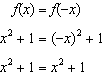 f(x) = f(−x)
x² + 1 = (−x)² + 1
x² + 1 = x² + 1